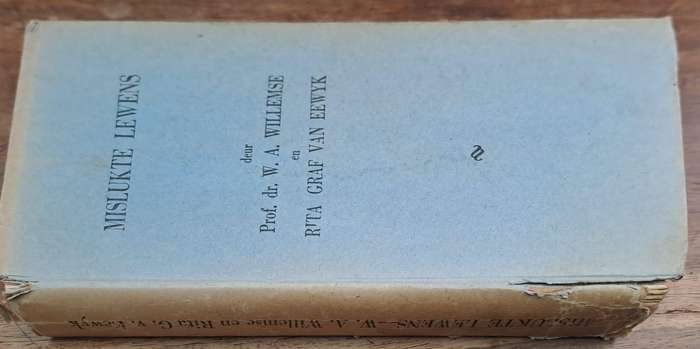 MISLUKTE LEWENS
deur
Prof. dr. W. A. WILLEMSE
en
RITA GRAF VAN EEWYK
MISLUKTE LEWENS—W. A. Willemse en Rita G. v. Eewyk